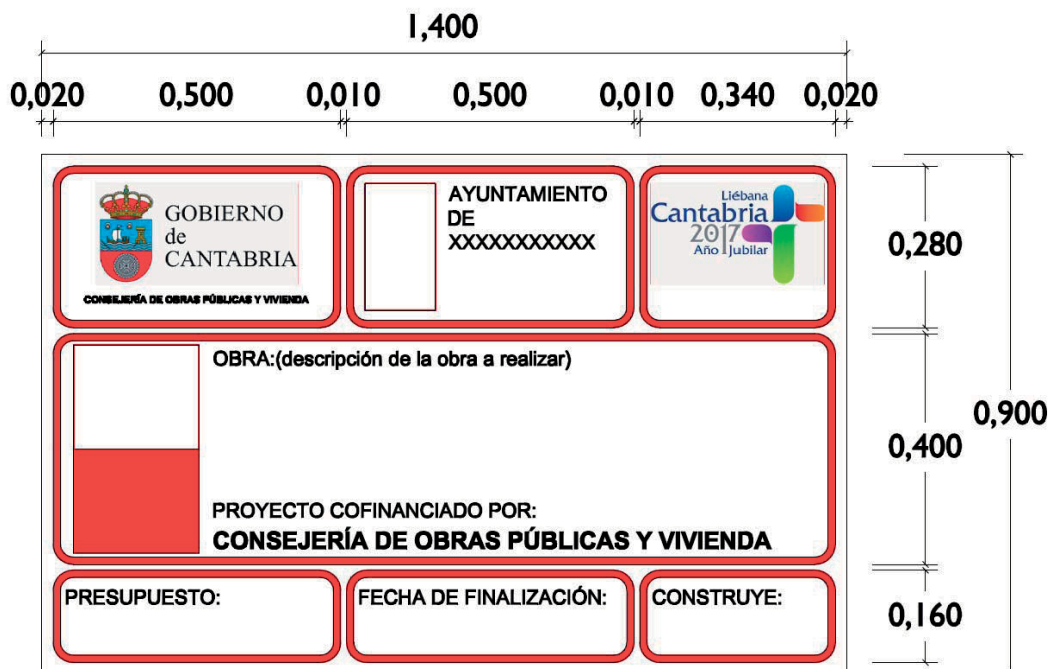 1,400
0,020 0,500 0,010 0,500 0,010 0,340 0,020
GOBIERNO
de
CANTABRIA
CONSEJERÍA DE OBRAS PÚBLICAS Y VIVIENDA
AYUNTAMIENTO
DE
XXXXXXXXXXX
Liébana
Cantabria
2017
Año Jubilar
0,280
OBRA:(descripción de la obra a realizar)
PROYECTO COFINANCIADO POR:
CONSEJERÍA DE OBRAS PÚBLICAS Y VIVIENDA
0,400
0,900
PRESUPUESTO:
FECHA DE FINALIZACIÓN:
CONSTRUYE:
0,160